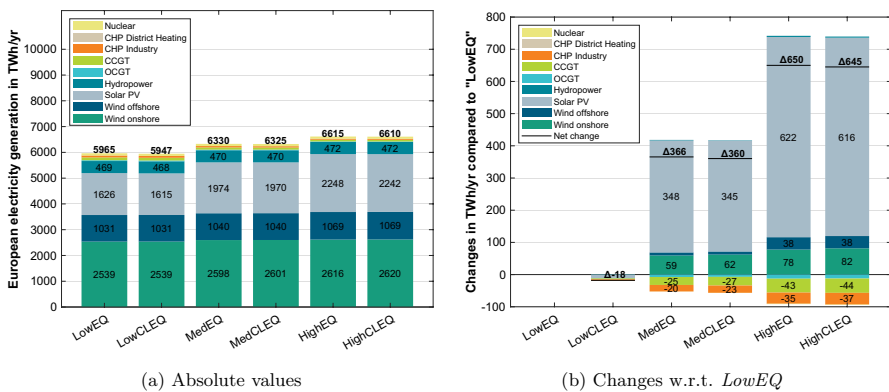 European electricity generation in TWh/yr
10000
9000
8000
7000
6000
5000
4000
3000
2000
1000
0
Nuclear
CHP District Heating
CHP Industry
CCGT
OCGT
Hydropower
Solar PV
Wind offshore
Wind onshore
5965 5947 6330 6325 6615 6610
469 468 470 470 472 472
1626 1615 1974 1970 2248 2242
1031 1031 1040 1040 1069 1069
2539 2539 2598 2601 2616 2620
LowEQ LowCLEQ MedEQ MedCLEQ HighEQ HighCLEQ
(a) Absolute values
Changes in TWh/yr compared to "LowEQ"
800
700
600
500
400
300
200
100
0
-100
Nuclear
CHP District Heating
CHP Industry
CCGT
OCGT
Hydropower
Solar PV
Wind offshore
Wind onshore
Net change
Δ-18 Δ366 Δ360 Δ650 Δ645
348 345 622 616
38 38
59 62 78 82
-25 -27 -43 -44
-20 -23 -35 -37
LowEQ LowCLEQ MedEQ MedCLEQ HighEQ HighCLEQ
(b) Changes w.r.t. LowEQ